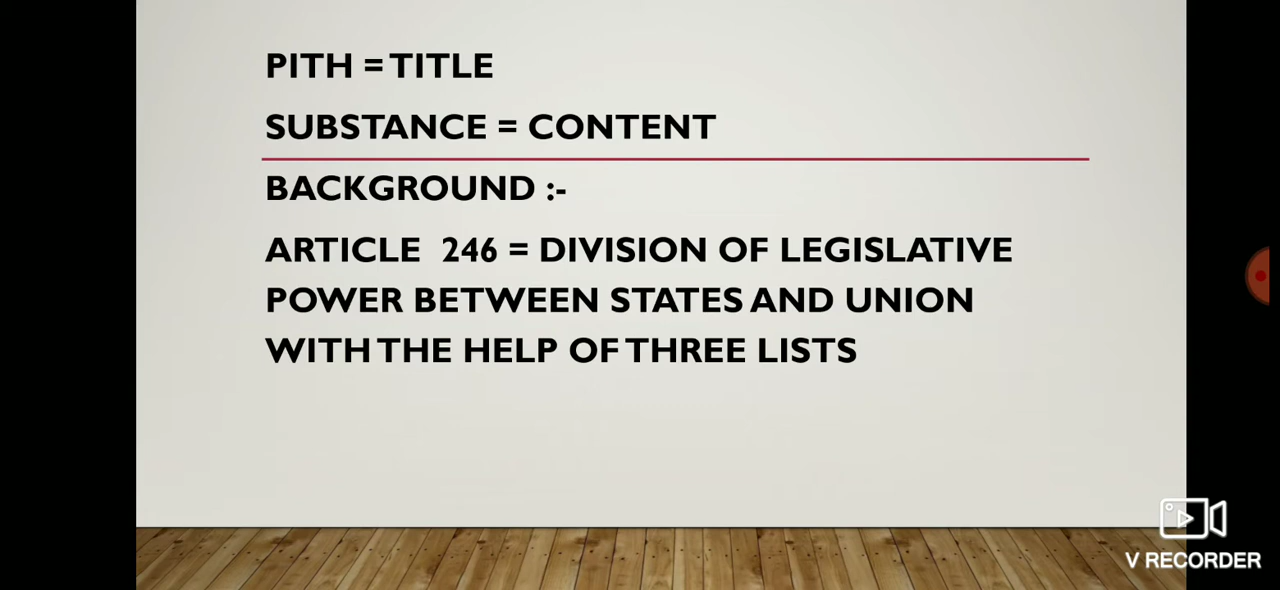 PITH = TITLE
SUBSTANCE = CONTENT
BACKGROUND :-
ARTICLE 246 = DIVISION OF LEGISLATIVE
POWER BETWEEN STATES AND UNION
WITH THE HELP OF THREE LISTS
V RECORDER